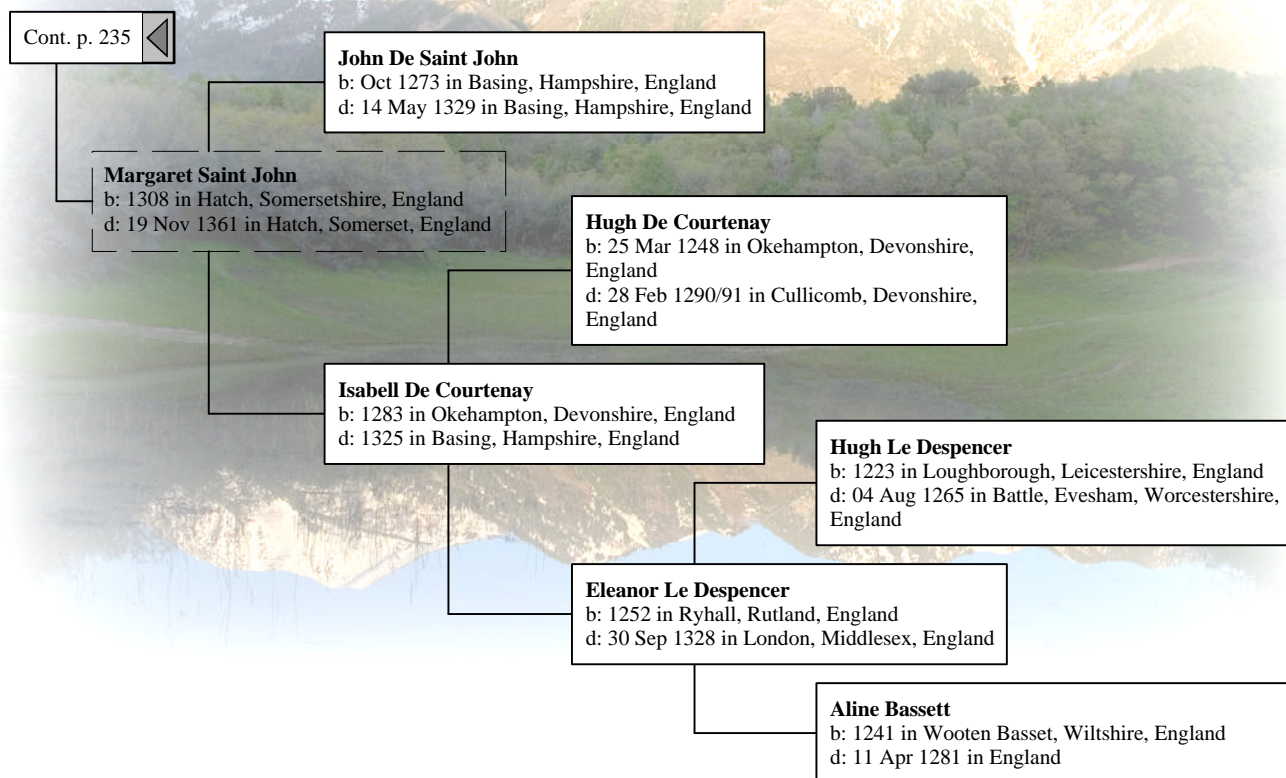 Cont. p. 235
John De Saint John
b: Oct 1273 in Basing, Hampshire, England
d: 14 May 1329 in Basing, Hampshire, England
Margaret Saint John
b: 1308 in Hatch, Somersetshire, England
d: 19 Nov 1361 in Hatch, Somerset, England
Hugh De Courtenay
b: 25 Mar 1248 in Okehampton, Devonshire,
England
d: 28 Feb 1290/91 in Cullicomb, Devonshire,
England
Isabell De Courtenay
b: 1283 in Okehampton, Devonshire, England
d: 1325 in Basing, Hampshire, England
Hugh Le Despencer
b: 1223 in Loughborough, Leicestershire, England
d: 04 Aug 1265 in Battle, Evesham, Worcestershire,
England
Eleanor Le Despencer
b: 1252 in Ryhall, Rutland, England
d: 30 Sep 1328 in London, Middlesex, England
Aline Bassett
b: 1241 in Wooten Basset, Wiltshire, England
d: 11 Apr 1281 in England